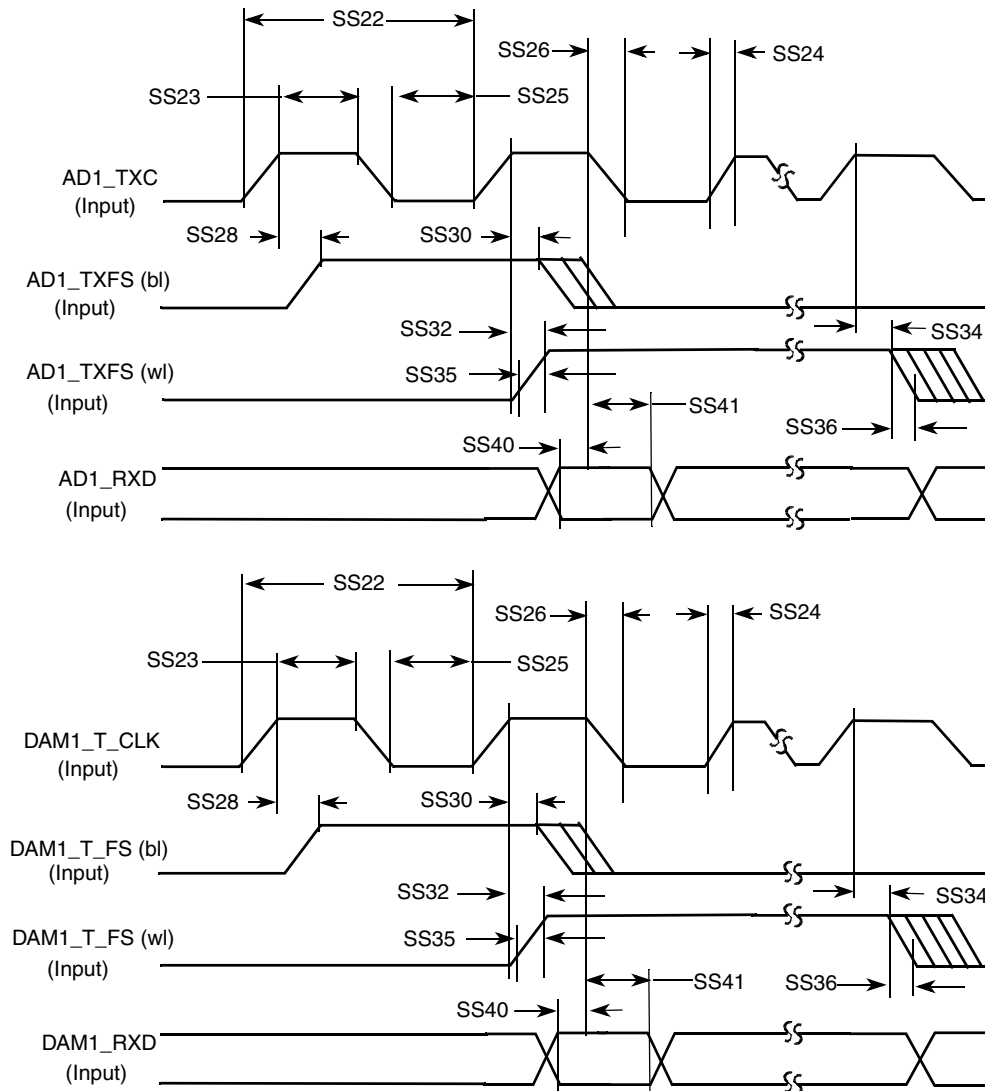 SS22
SS26
SS24
SS23
SS25
AD1_TXC
(Input)
SS28
SS30
AD1_TXFS (bl)
(Input)
SS32
SS34
AD1_TXFS (wl)
(Input)
SS35
SS41
SS36
SS40
AD1_RXD
(Input)
SS22
SS26
SS24
SS23
SS25
DAM1_T_CLK
(Input)
SS28
SS30
DAM1_T_FS (bl)
(Input)
SS32
SS34
DAM1_T_FS (wl)
(Input)
SS35
SS41
SS36
SS40
DAM1_RXD
(Input)